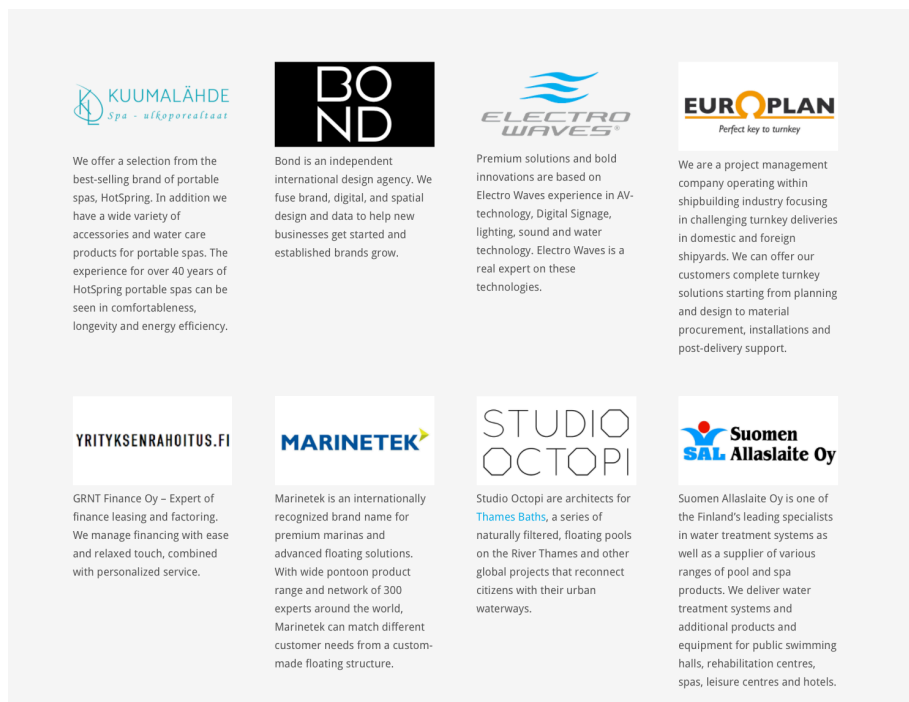 KUUMALÄHDE
Spa - ulkoporealtaat
We offer a selection from the
best-selling brand of portable
spas, HotSpring. In addition we
have a wide variety of
accessories and water care
products for portable spas. The
experience for over 40 years of
HotSpring portable spas can be
seen in comfortableness,
longevity and energy efficiency.
BO
ND
Bond is an independent
international design agency. We
fuse brand, digital, and spatial
design and data to help new
businesses get started and
established brands grow.
ELECTRO
WAVES®
Premium solutions and bold
innovations are based on
Electro Waves experience in AV-
technology, Digital Signage,
lighting, sound and water
technology. Electro Waves is a
real expert on these
technologies.
EUROPLAN
Perfect key to turnkey
We are a project management
company operating within
shipbuilding industry focusing
in challenging turnkey deliveries
in domestic and foreign
shipyards. We can offer our
customers complete turnkey
solutions starting from planning
and design to material
procurement, installations and
post-delivery support.
YRITYKSENRAHOITUS.FI
GRNT Finance Oy – Expert of
finance leasing and factoring.
We manage financing with ease
and relaxed touch, combined
with personalized service.
MARINETEK
Marinetek is an internationally
recognized brand name for
premium marinas and
advanced floating solutions.
With wide pontoon product
range and network of 300
experts around the world,
Marinetek can match different
customer needs from a custom-
made floating structure.
STUDIO
OCTOPI
Studio Octopi are architects for
Thames Baths, a series of
naturally filtered, floating pools
on the River Thames and other
global projects that reconnect
citizens with their urban
waterways.
Suomen
SAL Allaslaite Oy
Suomen Allaslaite Oy is one of
the Finland's leading specialists
in water treatment systems as
well as a supplier of various
ranges of pool and spa
products. We deliver water
treatment systems and
additional products and
equipment for public swimming
halls, rehabilitation centres,
spas, leisure centres and hotels.